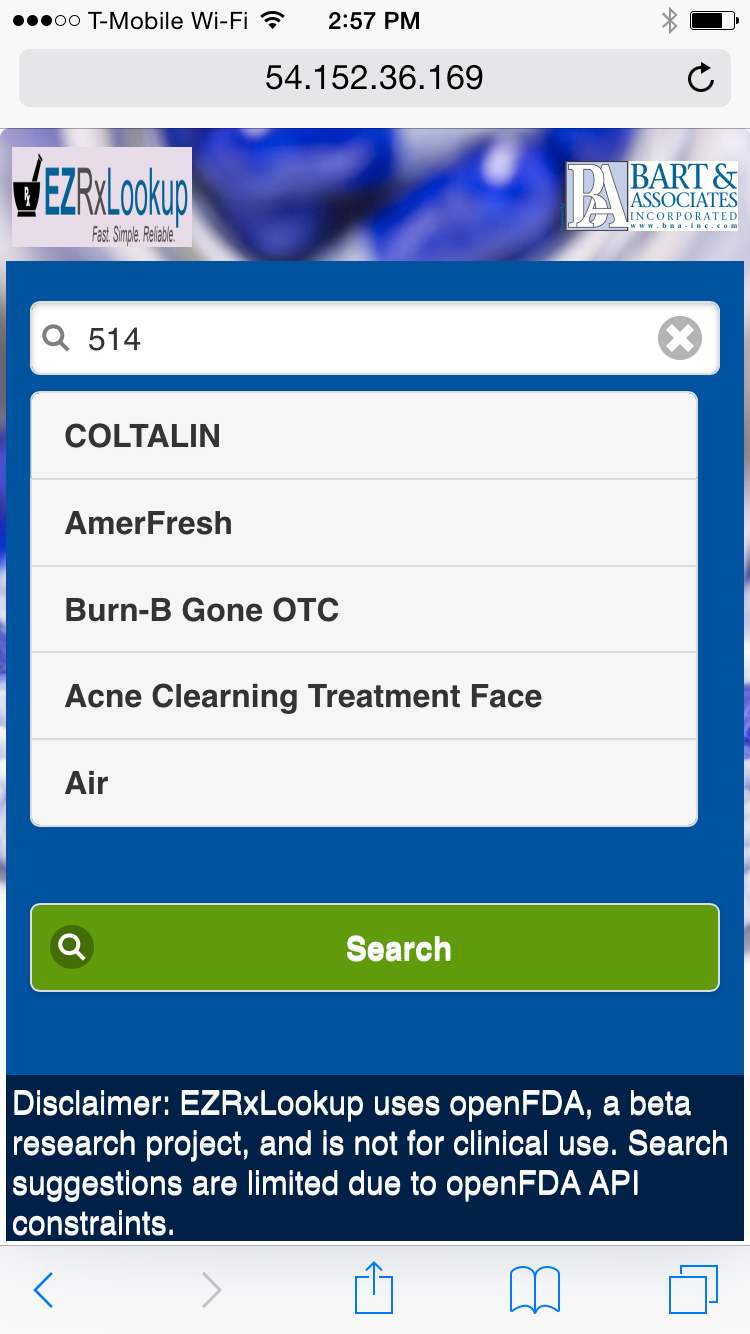 T-Mobile Wi-Fi 2:57 PM
54.152.36.169
EZRxLookup
Fast. Simple. Reliable.
BA BART &
ASSOCIATES
INCORPORATED
www.bna-inc.com
514
COLTALIN
AmerFresh
Burn-B Gone OTC
Acne Clearning Treatment Face
Air
Search
Disclaimer: EZRxLookup uses openFDA, a beta
research project, and is not for clinical use. Search
suggestions are limited due to openFDA API
constraints.